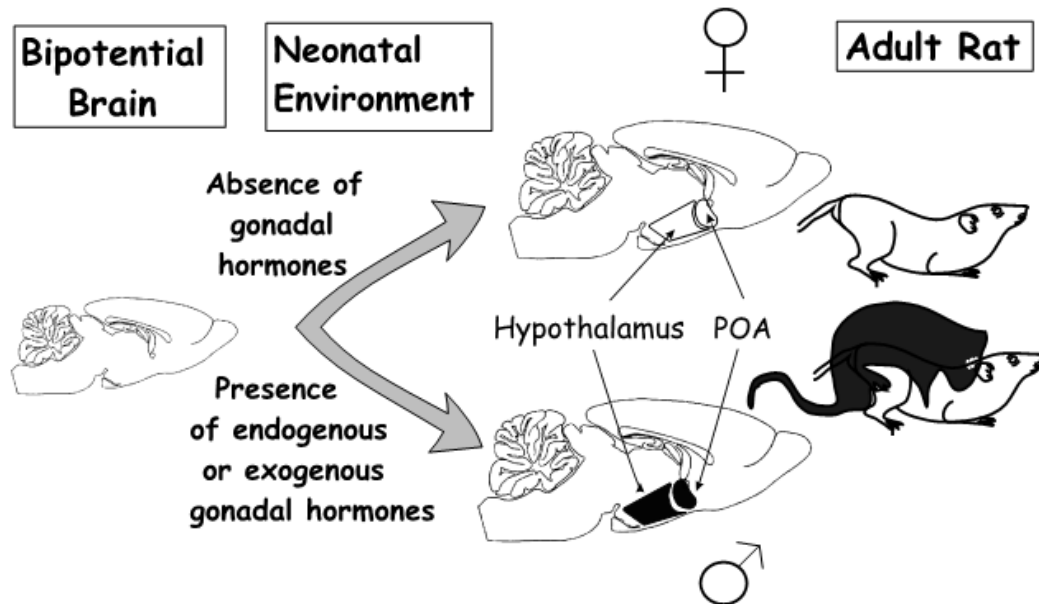 Bipotential
Brain
Neonatal
Environment
Adult Rat
Absence of
gonadal
hormones
Hypothalamus
POA
Presence
of endogenous
or exogenous
gonadal hormones